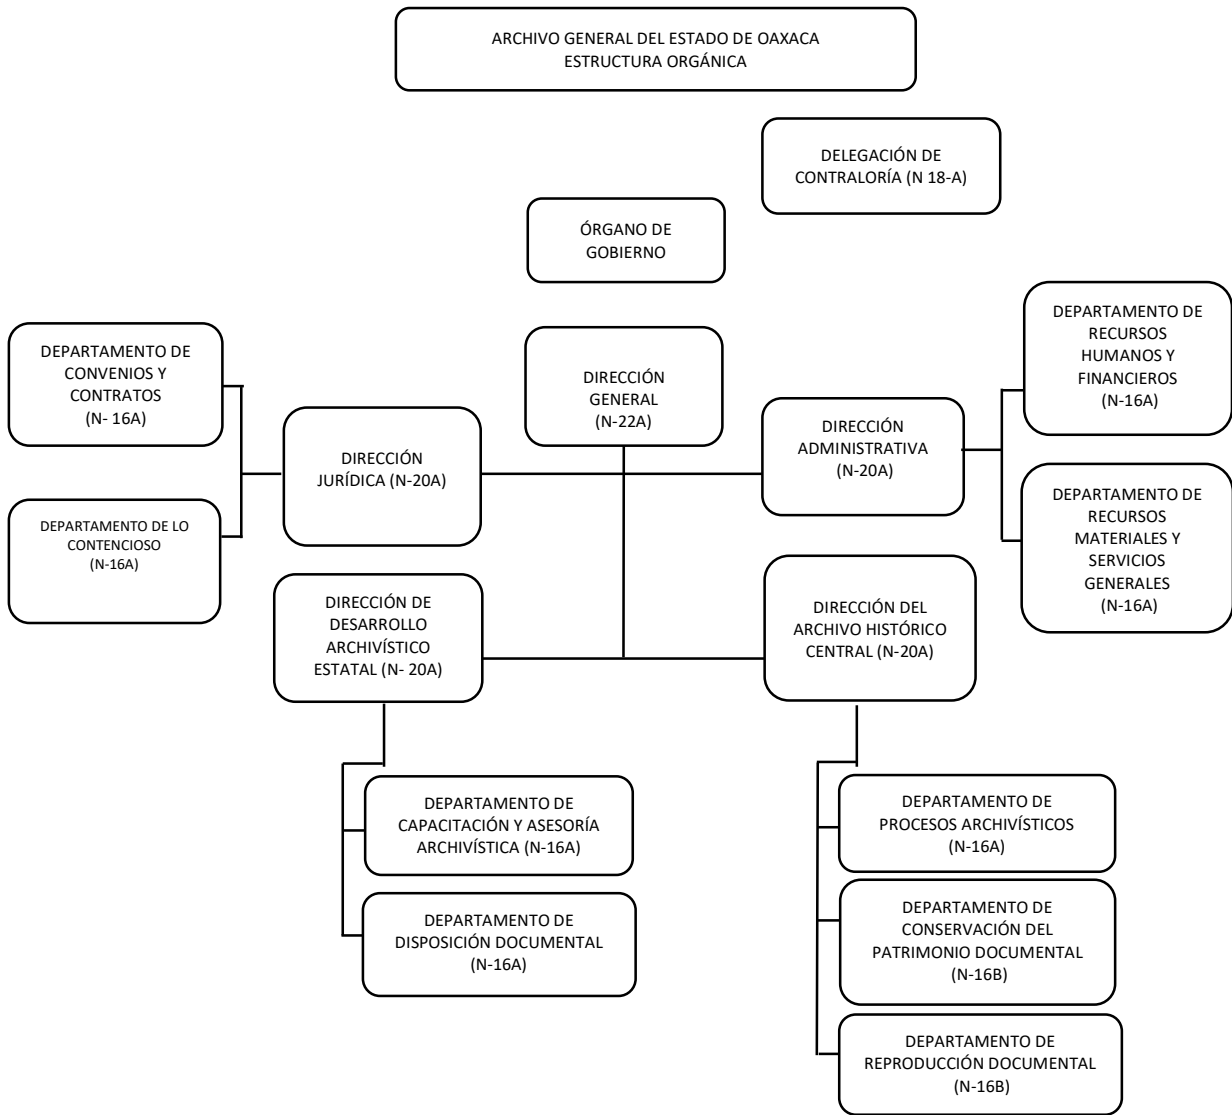 ARCHIVO GENERAL DEL ESTADO DE OAXACA
ESTRUCTURA ORGÁNICA
DELEGACIÓN DE
CONTRALORÍA (N 18-A)
ÓRGANO DE
GOBIERNO
DEPARTAMENTO DE
CONVENIOS Y
CONTRATOS
(N- 16A)
DIRECCIÓN
GENERAL
(N-22A)
DEPARTAMENTO DE
RECURSOS
HUMANOS Y
FINANCIEROS
(N-16A)
DIRECCIÓN
JURÍDICA (N-20A)
DIRECCIÓN
ADMINISTRATIVA
(N-20A)
DEPARTAMENTO DE LO
CONTENCIOSO
(N-16A)
DEPARTAMENTO DE
RECURSOS
MATERIALES Y
SERVICIOS
GENERALES
(N-16A)
DIRECCIÓN DE
DESARROLLO
ARCHIVÍSTICO
ESTATAL (N- 20A)
DIRECCIÓN DEL
ARCHIVO HISTÓRICO
CENTRAL (N-20A)
DEPARTAMENTO DE
CAPACITACIÓN Y ASESORÍA
ARCHIVÍSTICA (N-16A)
DEPARTAMENTO DE
DISPOSICIÓN DOCUMENTAL
(N-16A)
DEPARTAMENTO DE
PROCESOS ARCHIVÍSTICOS
(N-16A)
DEPARTAMENTO DE
CONSERVACIÓN DEL
PATRIMONIO DOCUMENTAL
(N-16B)
DEPARTAMENTO DE
REPRODUCCIÓN DOCUMENTAL
(N-16B)